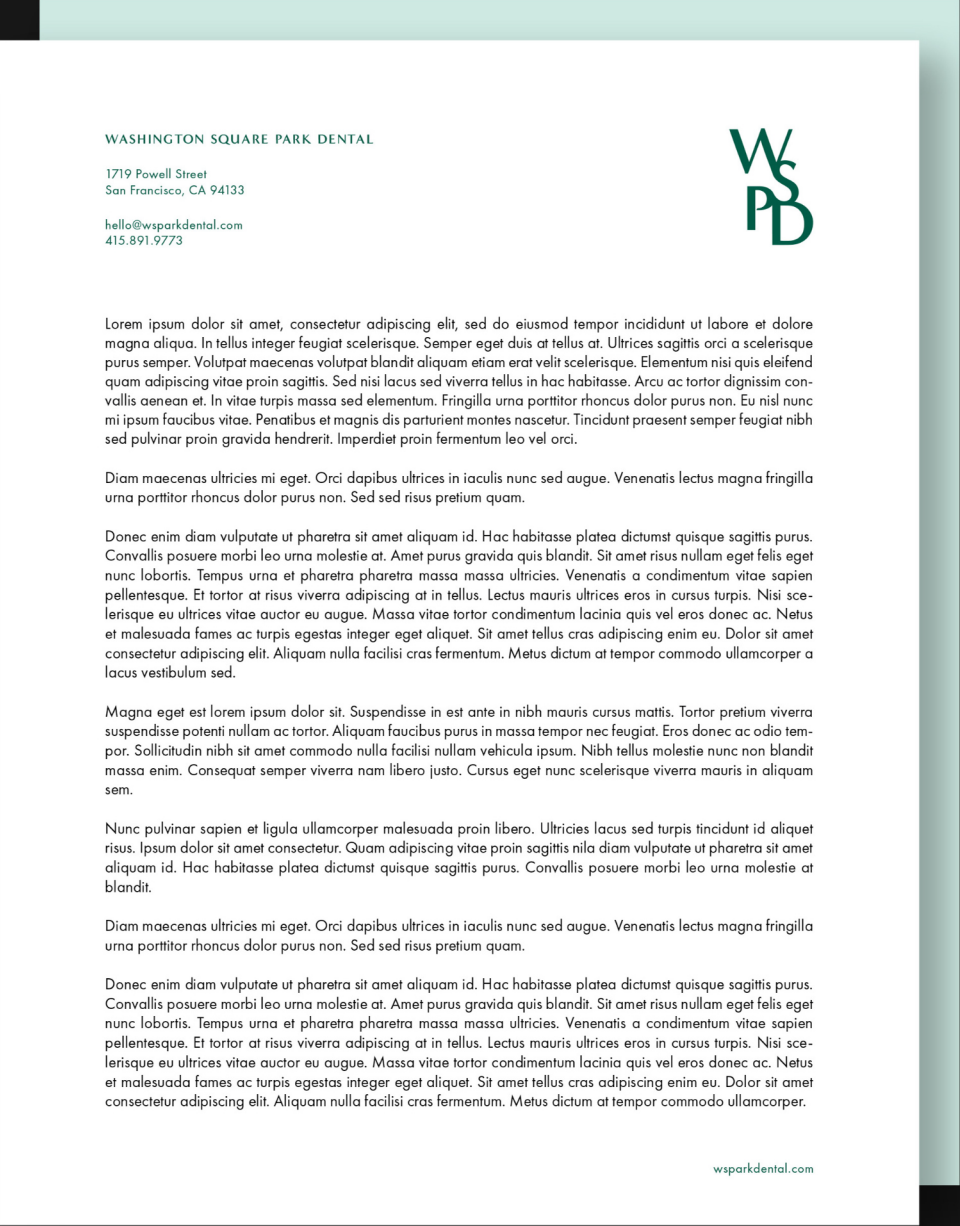 WASHINGTON SQUARE PARK DENTAL
1719 Powell Street
San Francisco, CA 94133
hello@wsparkdental.com
415.891.9773
WSPD
Lorem ipsum dolor sit amet, consectetur adipiscing elit, sed do eiusmod tempor incididunt ut labore et dolore
magna aliqua. In tellus integer feugiat scelerisque. Semper eget duis at tellus at. Ultrices sagittis orci a scelerisque
purus semper. Volutpat maecenas volutpat blandit aliquam etiam erat velit scelerisque. Elementum nisi quis eleifend
quam adipiscing vitae proin sagittis. Sed nisi lacus sed viverra tellus in hac habitasse. Arcu ac tortor dignissim con-
vallis aenean et. In vitae turpis massa sed elementum. Fringilla urna porttitor rhoncus dolor purus non. Eu nisl nunc
mi ipsum faucibus vitae. Penatibus et magnis dis parturient montes nascetur. Tincidunt praesent semper feugiat nibh
sed pulvinar proin gravida hendrerit. Imperdiet proin fermentum leo vel orci.
Diam maecenas ultricies mi eget. Orci dapibus ultrices in iaculis nunc sed augue. Venenatis lectus magna fringilla
urna porttitor rhoncus dolor purus non. Sed sed risus pretium quam.
Donec enim diam vulputate ut pharetra sit amet aliquam id. Hac habitasse platea dictumst quisque sagittis purus.
Convallis posuere morbi leo urna molestie at. Amet purus gravida quis blandit. Sit amet risus nullam eget felis eget
nunc lobortis. Tempus urna et pharetra pharetra massa massa ultricies. Venenatis a condimentum vitae sapien
pellentesque. Et tortor at risus viverra adipiscing at in tellus. Lectus mauris ultrices eros in cursus turpis. Nisi sce-
lerisque eu ultrices vitae auctor eu augue. Massa vitae tortor condimentum lacinia quis vel eros donec ac. Netus
et malesuada fames ac turpis egestas integer eget aliquet. Sit amet tellus cras adipiscing enim eu. Dolor sit amet
consectetur adipiscing elit. Aliquam nulla facilisi cras fermentum. Metus dictum at tempor commodo ullamcorper a
lacus vestibulum sed.
Magna eget est lorem ipsum dolor sit. Suspendisse in est ante in nibh mauris cursus mattis. Tortor pretium viverra
suspendisse potenti nullam ac tortor. Aliquam faucibus purus in massa tempor nec feugiat. Eros donec ac odio tem-
por. Sollicitudin nibh sit amet commodo nulla facilisi nullam vehicula ipsum. Nibh tellus molestie nunc non blandit
massa enim. Consequat semper viverra nam libero justo. Cursus eget nunc scelerisque viverra mauris in aliquam
sem.
Nunc pulvinar sapien et ligula ullamcorper malesuada proin libero. Ultricies lacus sed turpis tincidunt id aliquet
risus. Ipsum dolor sit amet consectetur. Quam adipiscing vitae proin sagittis nila diam vulputate ut pharetra sit amet
aliquam id. Hac habitasse platea dictumst quisque sagittis purus. Convallis posuere morbi leo urna molestie at
blandit.
Diam maecenas ultricies mi eget. Orci dapibus ultrices in iaculis nunc sed augue. Venenatis lectus magna fringilla
urna porttitor rhoncus dolor purus non. Sed sed risus pretium quam.
Donec enim diam vulputate ut pharetra sit amet aliquam id. Hac habitasse platea dictumst quisque sagittis purus.
Convallis posuere morbi leo urna molestie at. Amet purus gravida quis blandit. Sit amet risus nullam eget felis eget
nunc lobortis. Tempus urna et pharetra pharetra massa massa ultricies. Venenatis a condimentum vitae sapien
pellentesque. Et tortor at risus viverra adipiscing at in tellus. Lectus mauris ultrices eros in cursus turpis. Nisi sce-
lerisque eu ultrices vitae auctor eu augue. Massa vitae tortor condimentum lacinia quis vel eros donec ac. Netus
et malesuada fames ac turpis egestas integer eget aliquet. Sit amet tellus cras adipiscing enim eu. Dolor sit amet
consectetur adipiscing elit. Aliquam nulla facilisi cras fermentum. Metus dictum at tempor commodo ullamcorper.
wsparkdental.com